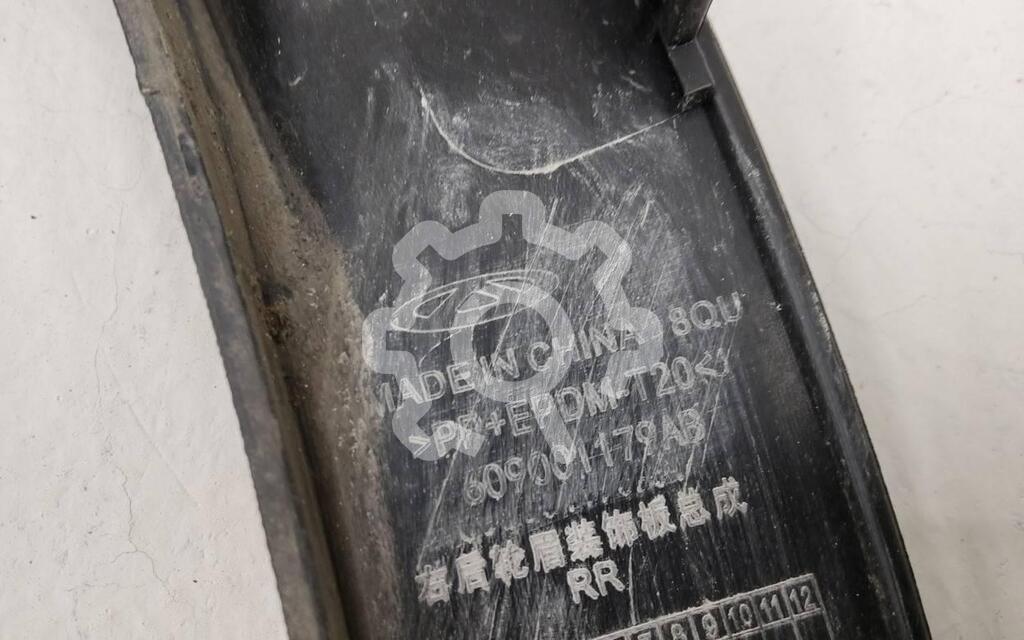 MADE IN CHINA 8QU
>PP+EPDM-T20<
609001179AB
右后轮眉装饰板总成
RR
7 8 9 10 11 12